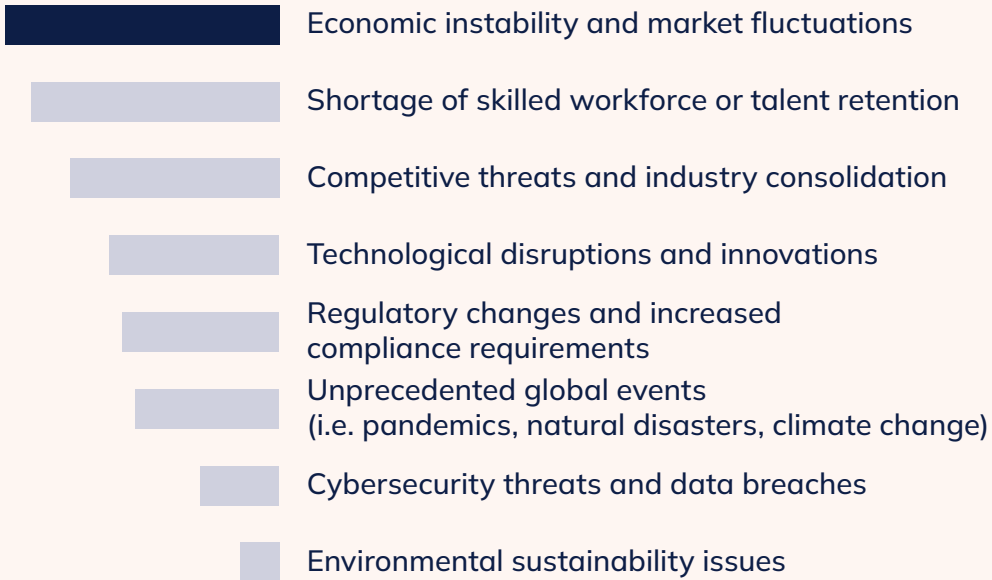 Economic instability and market fluctuations
Shortage of skilled workforce or talent retention
Competitive threats and industry consolidation
Technological disruptions and innovations
Regulatory changes and increased
compliance requirements
Unprecedented global events
(i.e. pandemics, natural disasters, climate change)
Cybersecurity threats and data breaches
Environmental sustainability issues